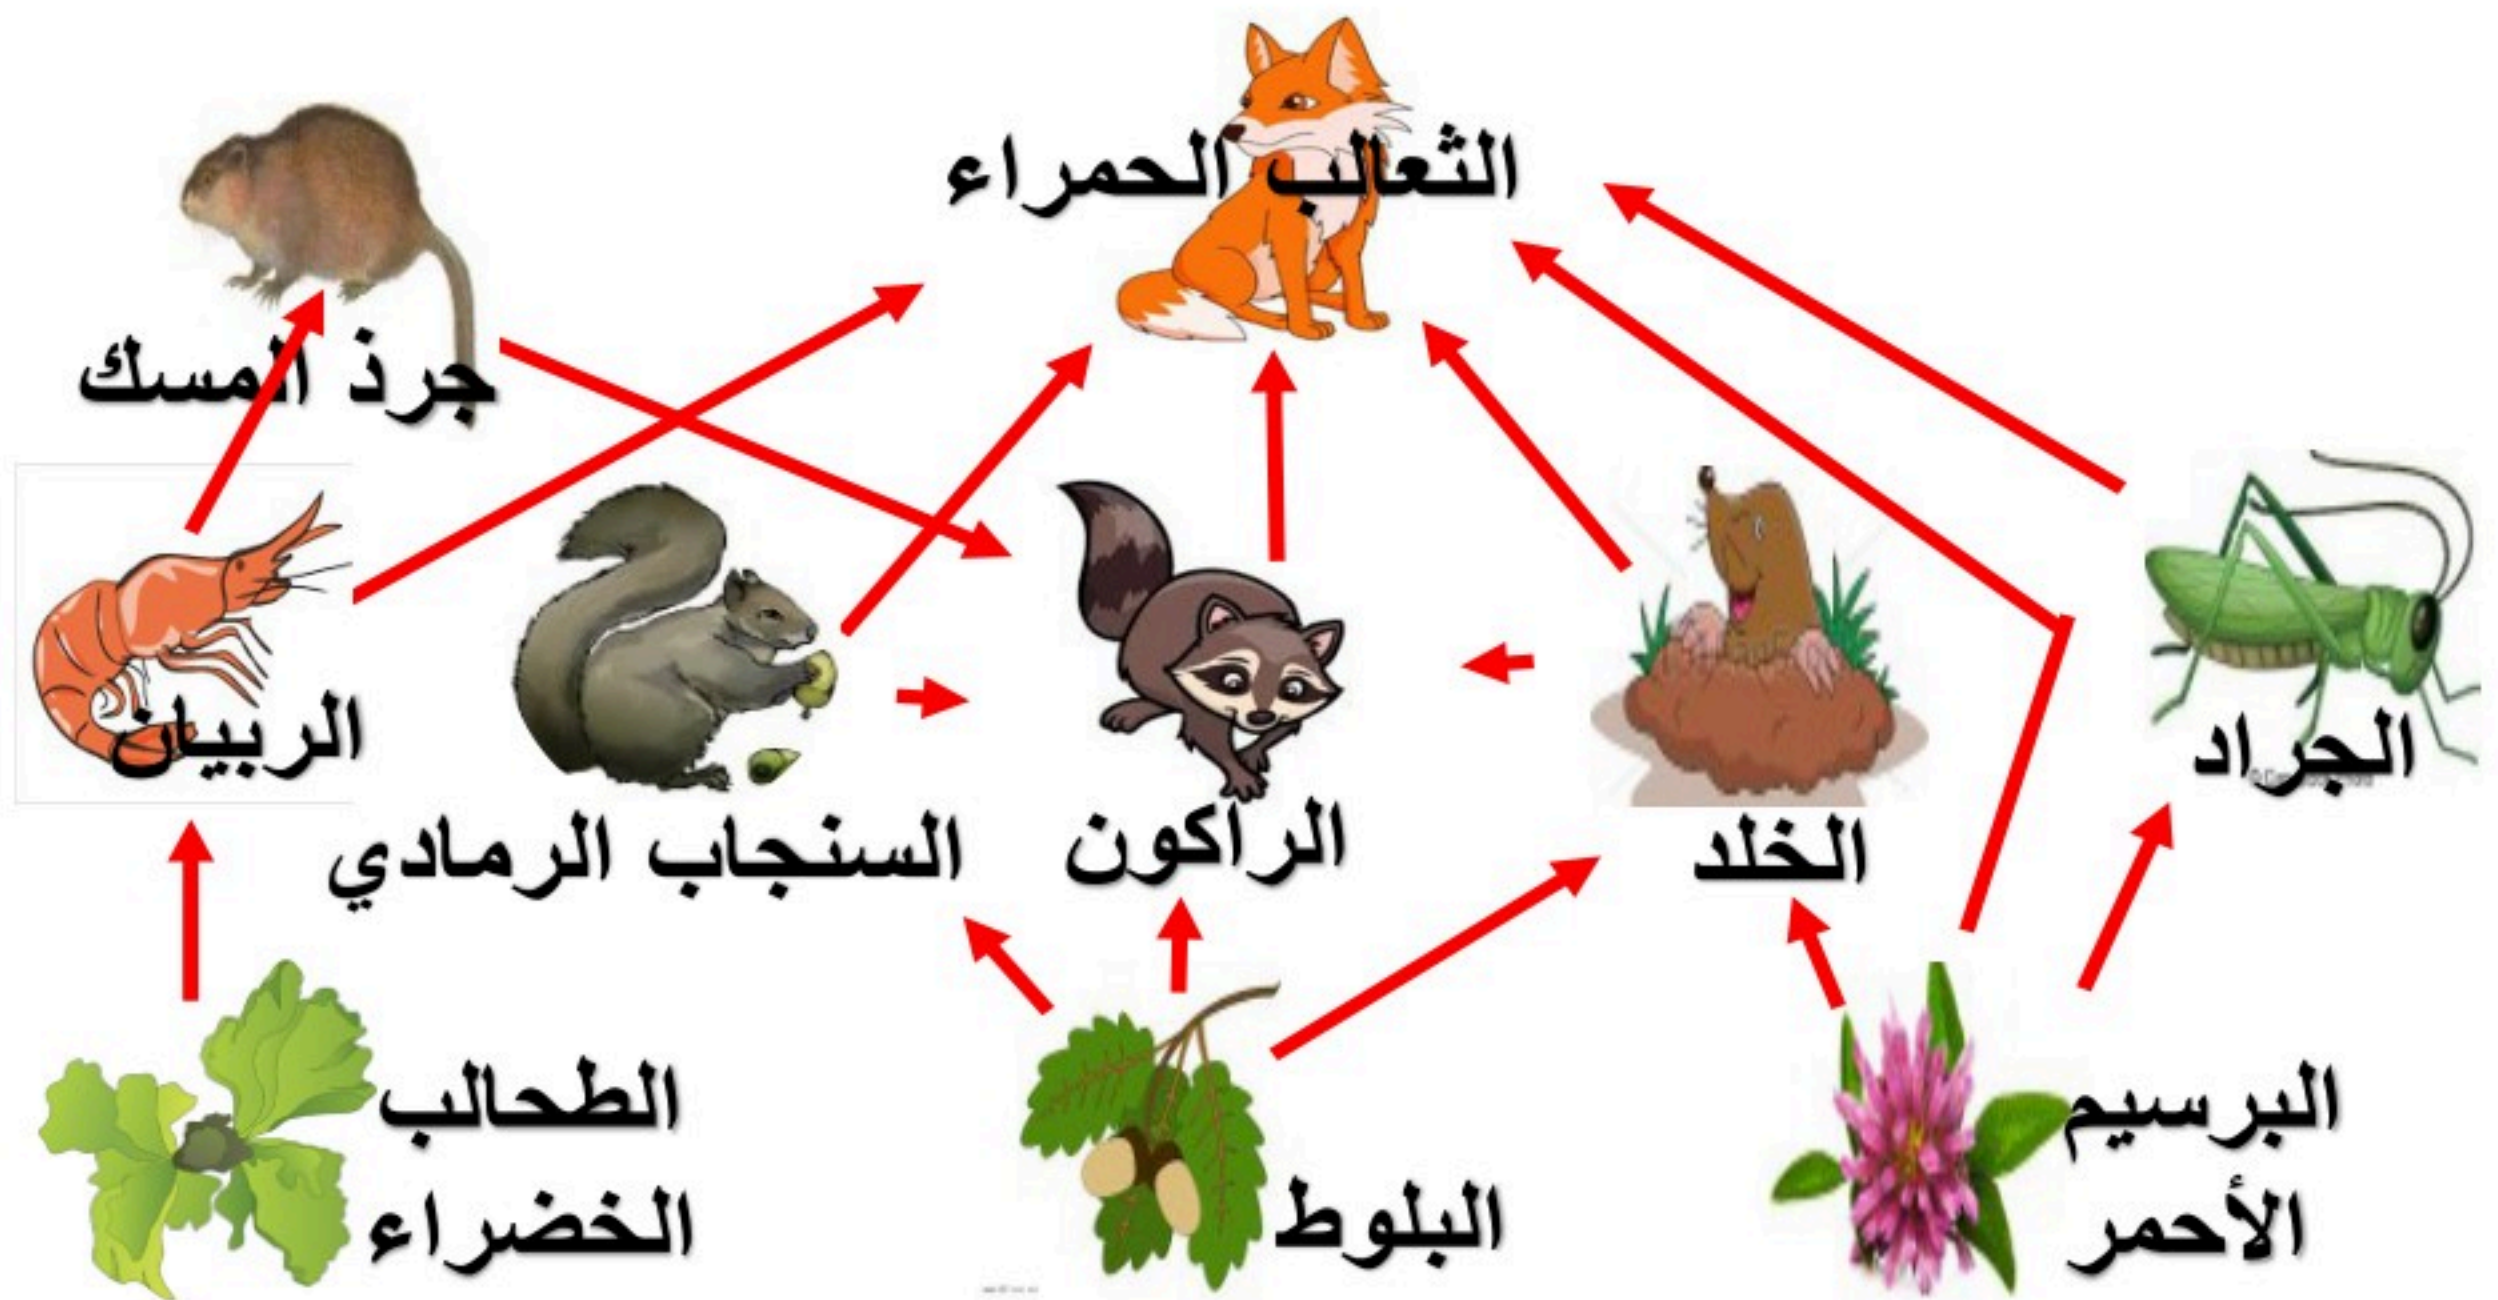 الثعالب الحمراء
جرذ المسك
الجراد
الربيان
الخلد
الراكون
السنجاب الرمادي
البرسيم
الأحمر
البلوط
الطحالب
الخضراء